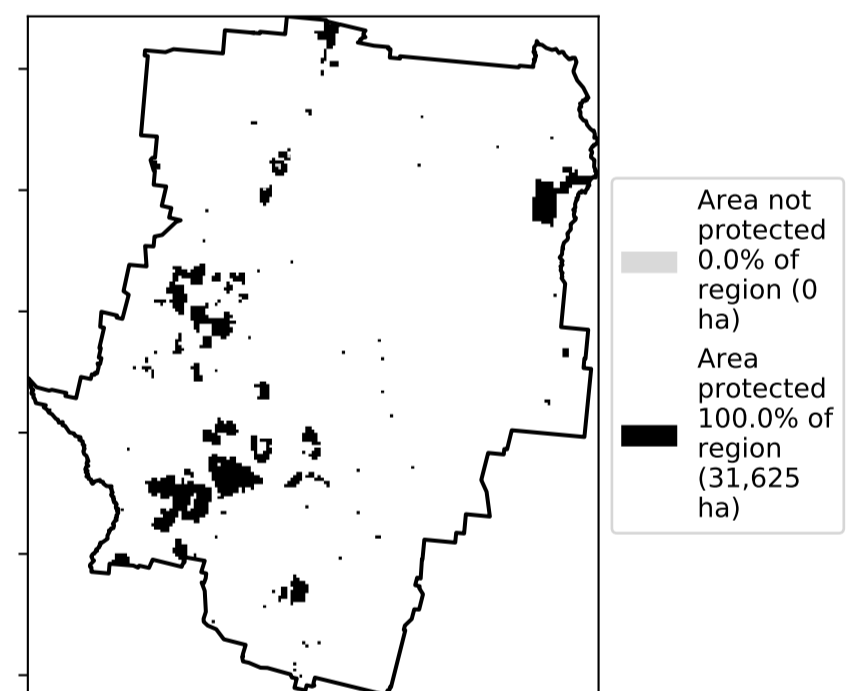 Area not
protected
0.0% of
region (0
ha)
Area
protected
100.0% of
region
(31,625
ha)